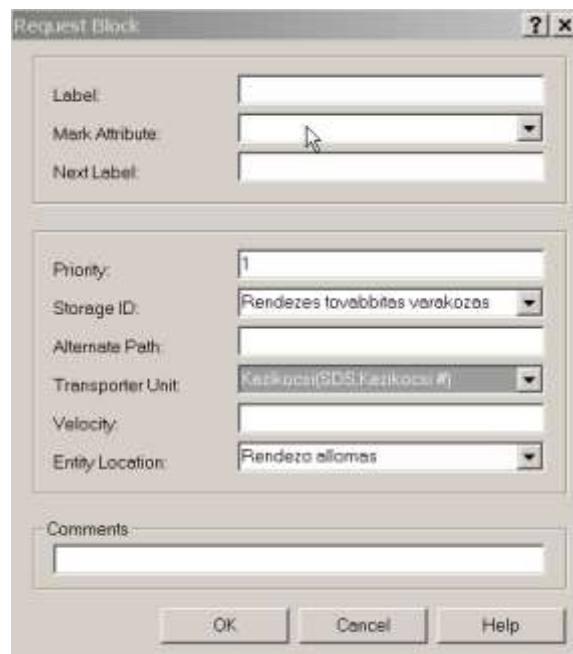 Request Block
Label:
Mark Attribute:
Next Label:
Priority: 1
Storage ID: Rendezes tovabbitas varakozas
Alternate Path:
Transporter Unit: Kezikocsi(SDS,Kezikocsi #)
Velocity:
Entity Location: Rendezo allomas
Comments
OK Cancel Help